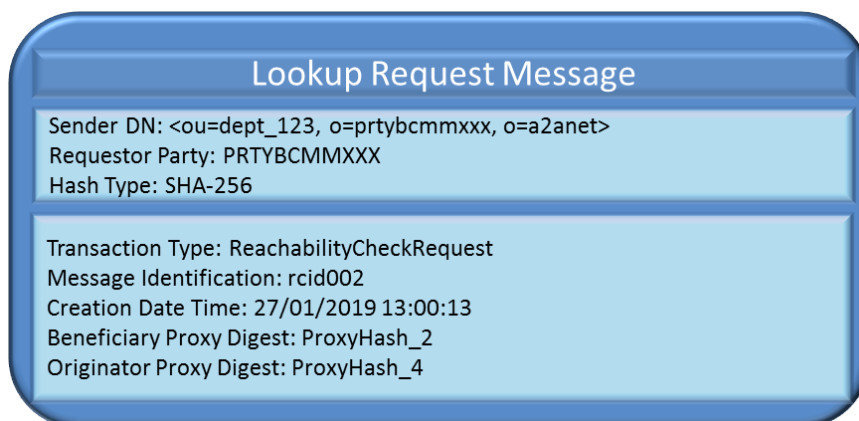 Lookup Request Message
Sender DN: <ou=dept_123, o=prtybcmmxxx, o=a2anet>
Requestor Party: PRTYBCMMXXX
Hash Type: SHA-256
Transaction Type: ReachabilityCheckRequest
Message Identification: rcid002
Creation Date Time: 27/01/2019 13:00:13
Beneficiary Proxy Digest: ProxyHash_2
Originator Proxy Digest: ProxyHash_4